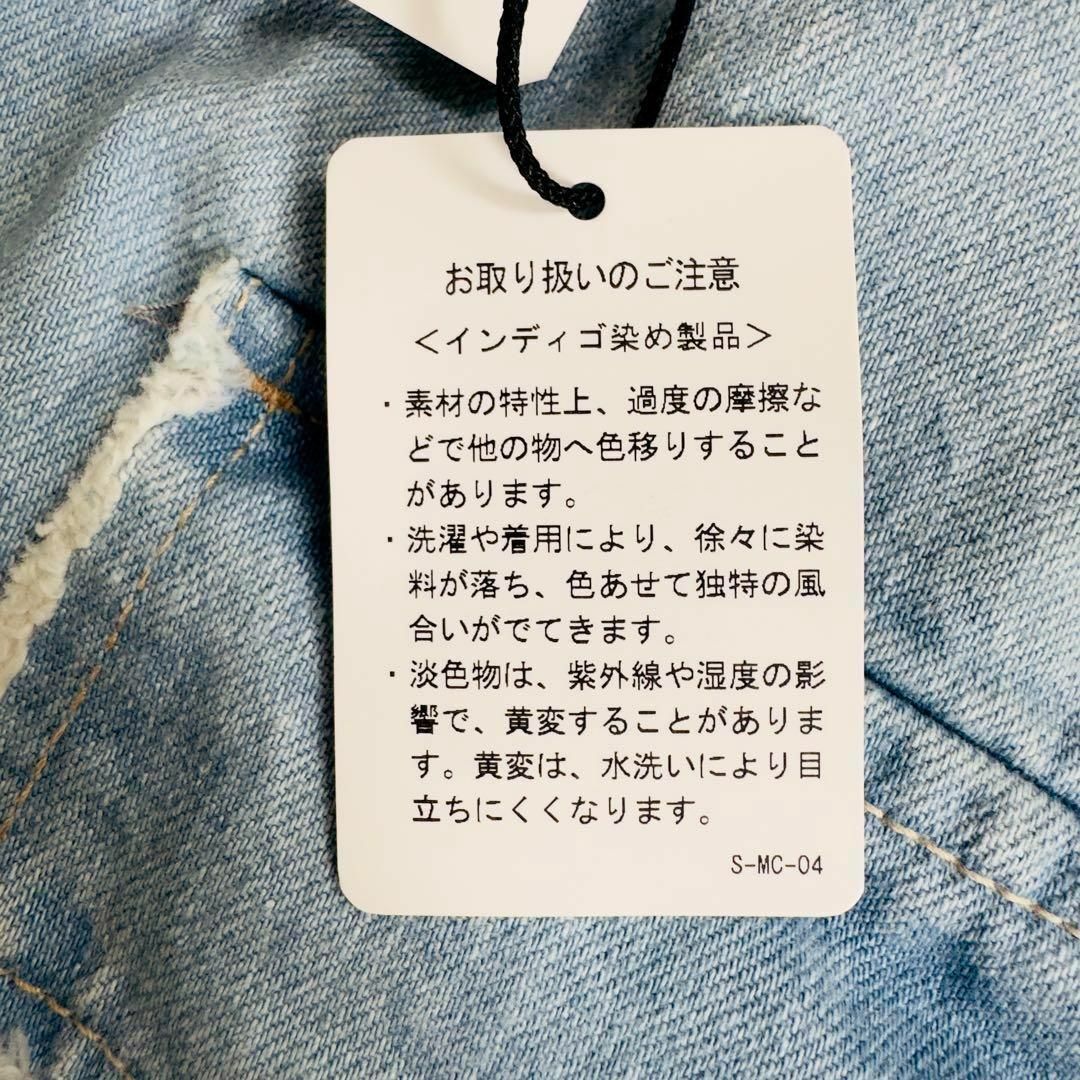 お取り扱いのご注意
＜インディゴ染め製品＞
・素材の特性上、過度の摩擦な
どで他の物へ色移りすること
があります。
・洗濯や着用により、徐々に染
料が落ち、色あせて独特の風
合いがでてきます。
・淡色物は、紫外線や湿度の影
響で、黄変することがありま
す。黄変は、水洗いにより目
立ちにくくなります。
S-MC-04